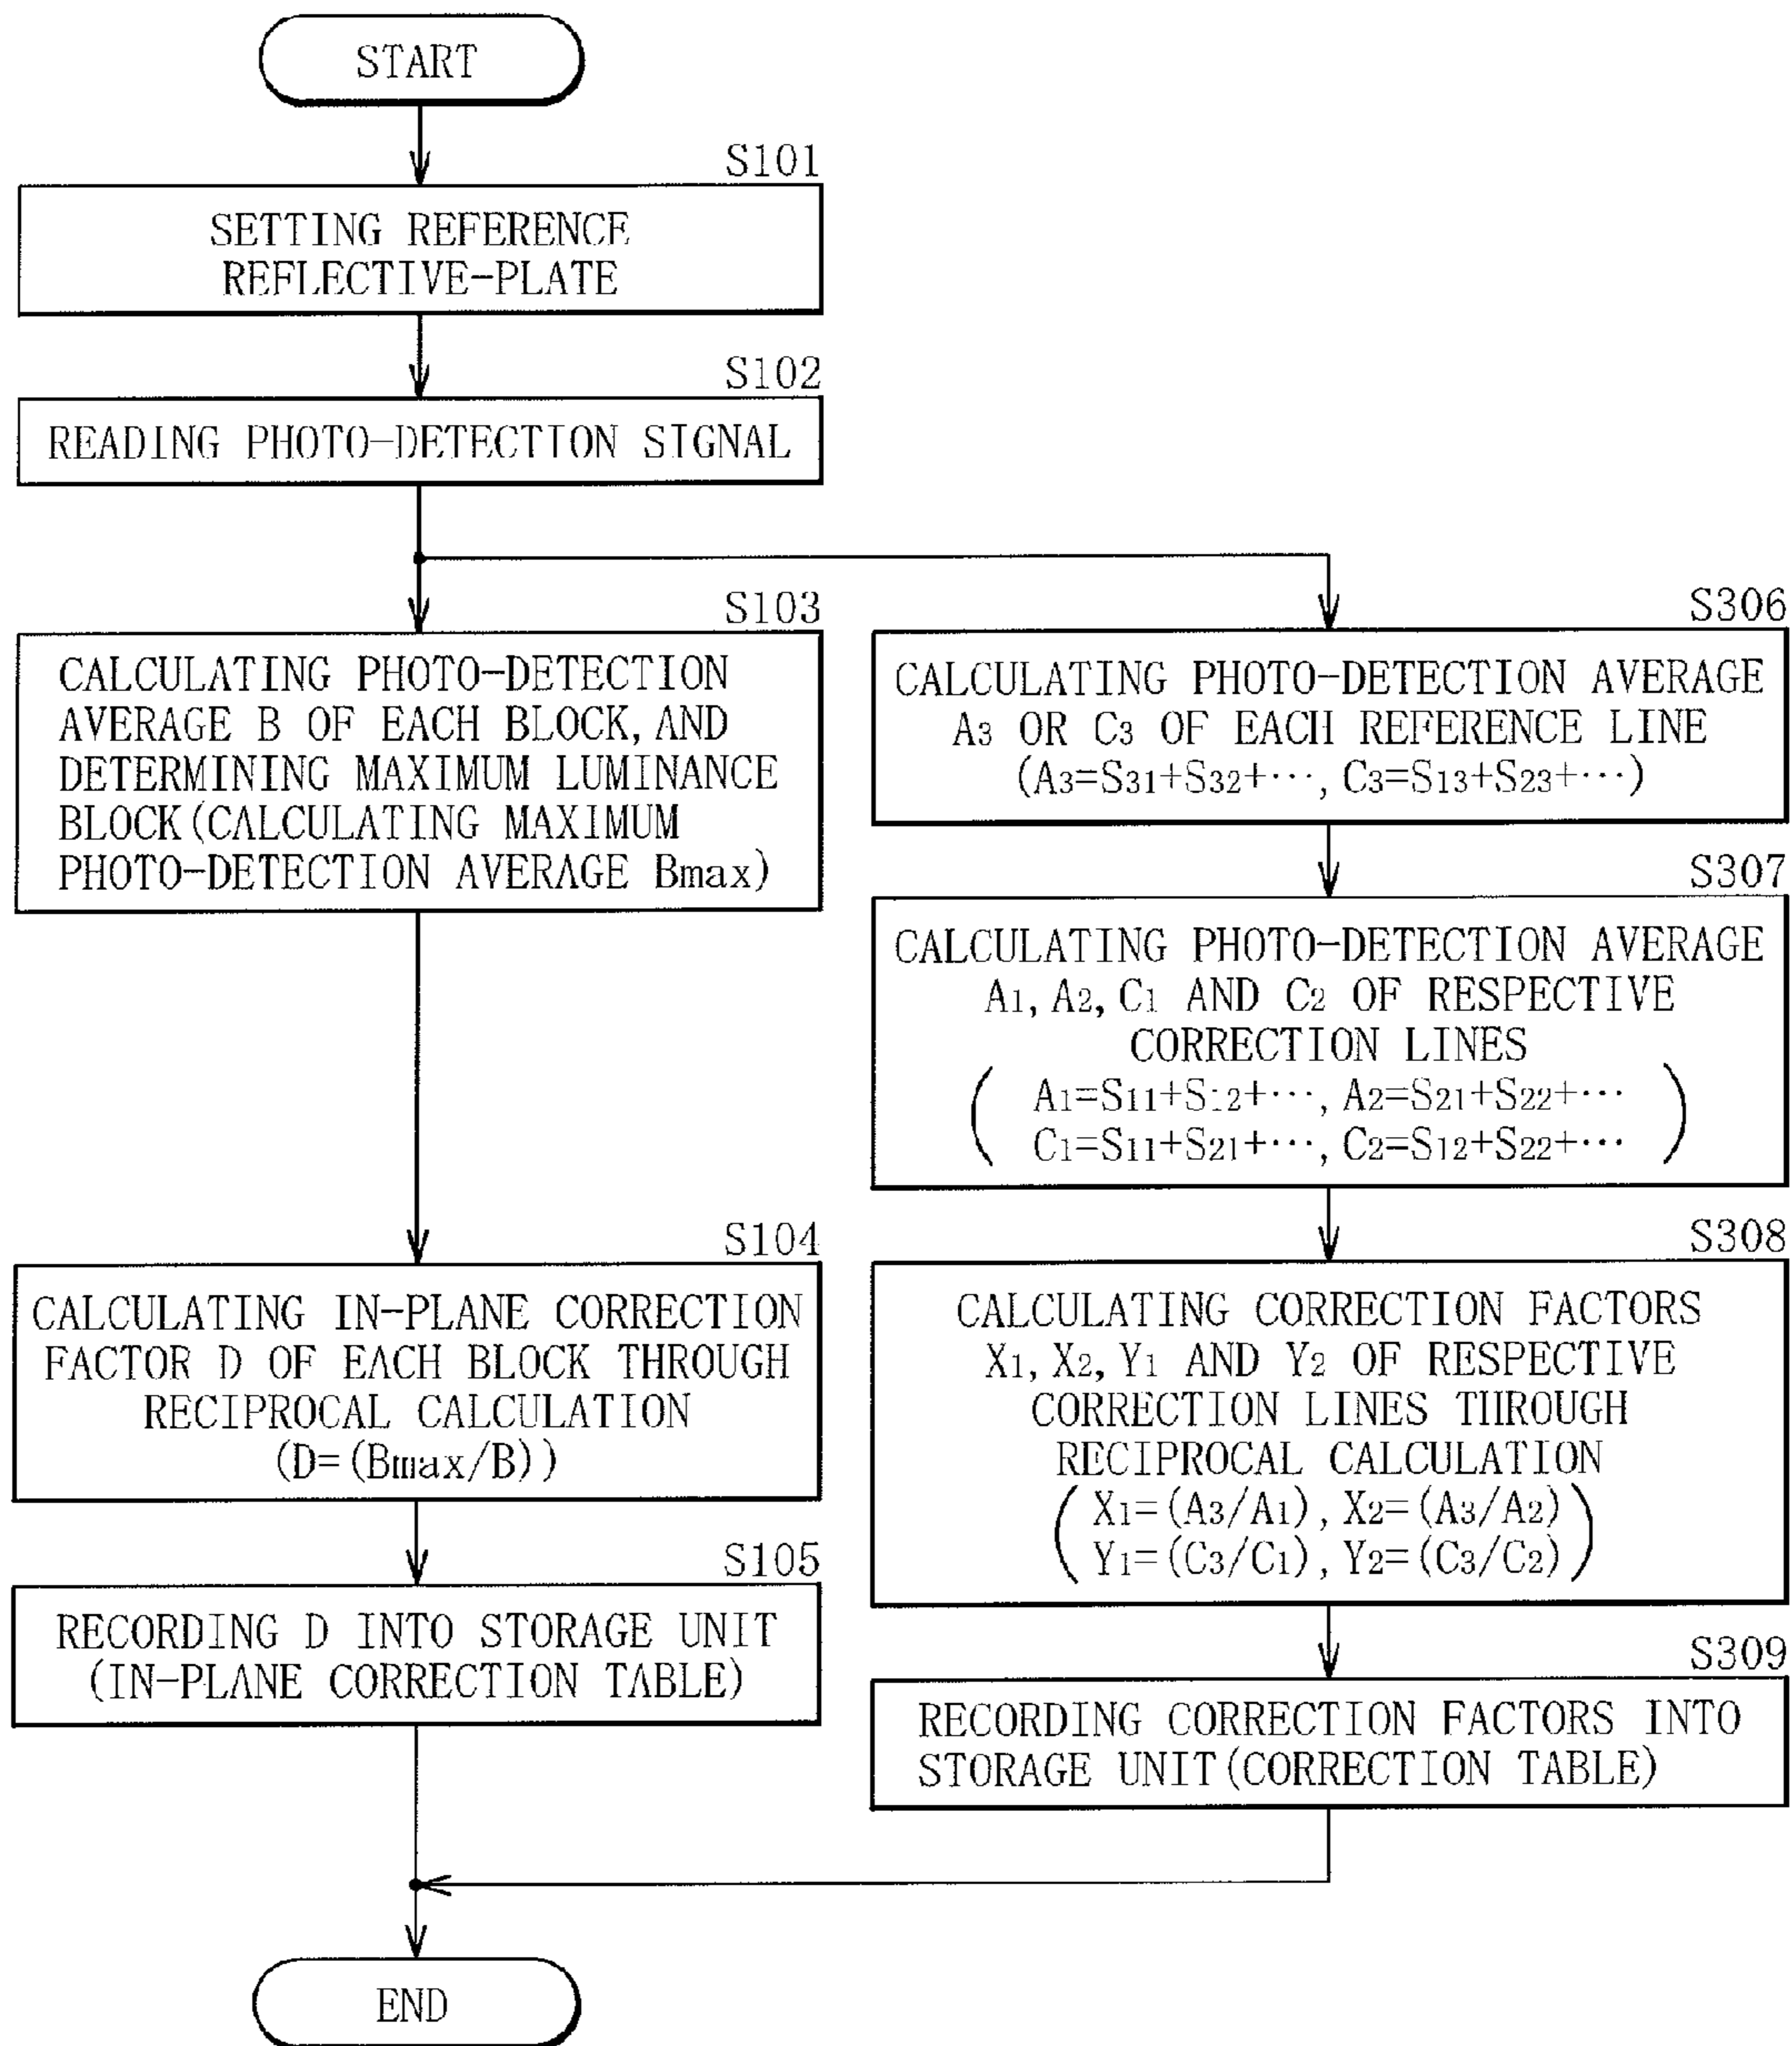 START
S101
SETTING REFERENCE
REFLECTIVE-PLATE
S102
READING PHOTO-DETECTION SIGNAL
S103
CALCULATING PHOTO-DETECTION
AVERAGE B OF EACH BLOCK, AND
DETERMINING MAXIMUM LUMINANCE
BLOCK(CALCULATING MAXIMUM
PHOTO-DETECTION AVERAGE Bmax)
S104
CALCULATING IN-PLANE CORRECTION
FACTOR D OF EACH BLOCK THROUGH
RECIPROCAL CALCULATION
(D=(Bmax/B))
S105
RECORDING D INTO STORAGE UNIT
(IN-PLANE CORRECTION TABLE)
S306
CALCULATING PHOTO-DETECTION AVERAGE
A3 OR C3 OF EACH REFERENCE LINE
(A3=S31+S32+···, C3=S13+S23+···)
S307
CALCULATING PHOTO-DETECTION AVERAGE
A1, A2, C1 AND C2 OF RESPECTIVE
CORRECTION LINES
( A1=S11+S12+···, A2=S21+S22+···
C1=S11+S21+···, C2=S12+S22+··· )
S308
CALCULATING CORRECTION FACTORS
X1, X2, Y1 AND Y2 OF RESPECTIVE
CORRECTION LINES THROUGH
RECIPROCAL CALCULATION
( X1=(A3/A1), X2=(A3/A2)
Y1=(C3/C1), Y2=(C3/C2) )
S309
RECORDING CORRECTION FACTORS INTO
STORAGE UNIT(CORRECTION TABLE)
END